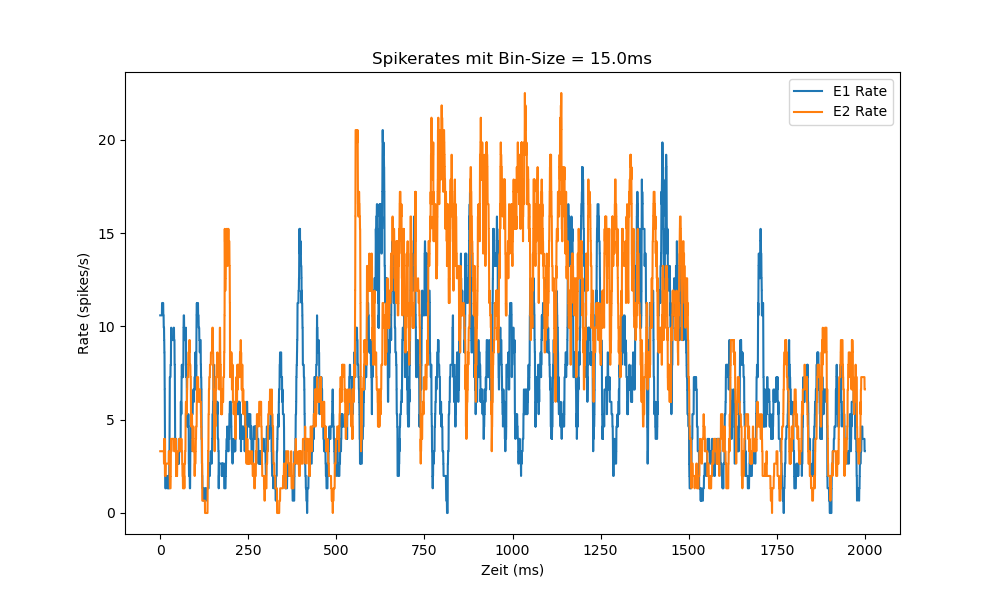 Spikerates mit Bin-Size = 15.0ms
E1 Rate
E2 Rate
Rate (spikes/s)
20
15
10
5
0
0 250 500 750 1000 1250 1500 1750 2000
Zeit (ms)